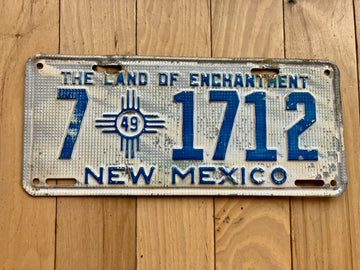 THE LAND OF ENCHANTMENT
7 49 1712
NEW MEXICO